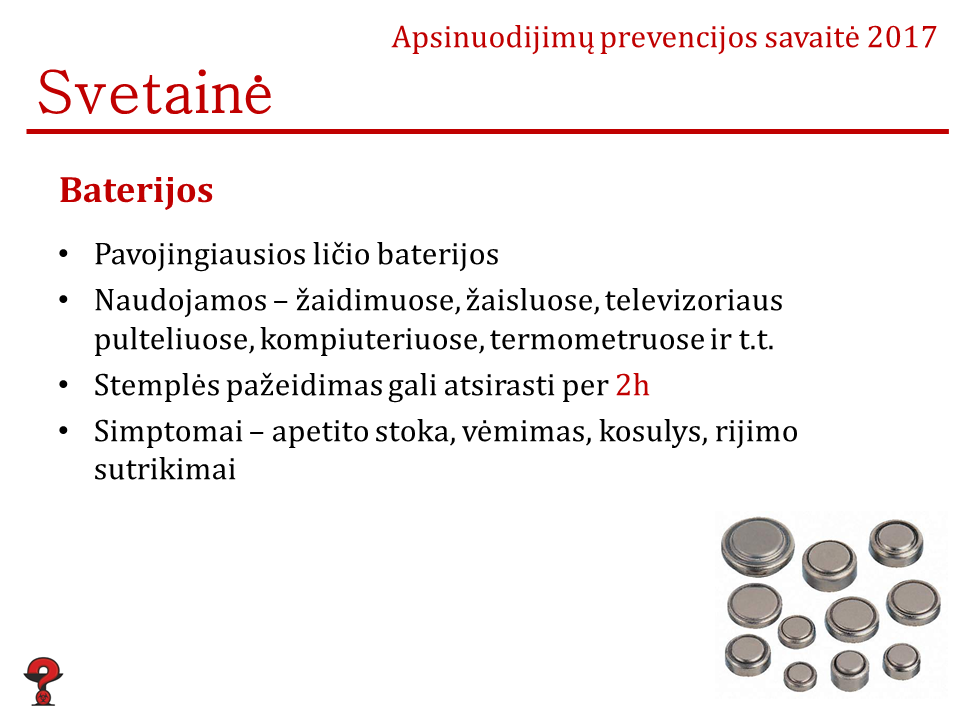 Apsinuodijimų prevencijos savaitė 2017
Svetainė
Baterijos
• Pavojingiausios ličio baterijos
• Naudojamos – žaidimuose, žaisluose, televizoriaus
pulteliuose, kompiuteriuose, termometruose ir t.t.
• Stemplės pažeidimas gali atsirasti per 2h
• Simptomai – apetito stoka, vėmimas, kosulys, rijimo
sutrikimai